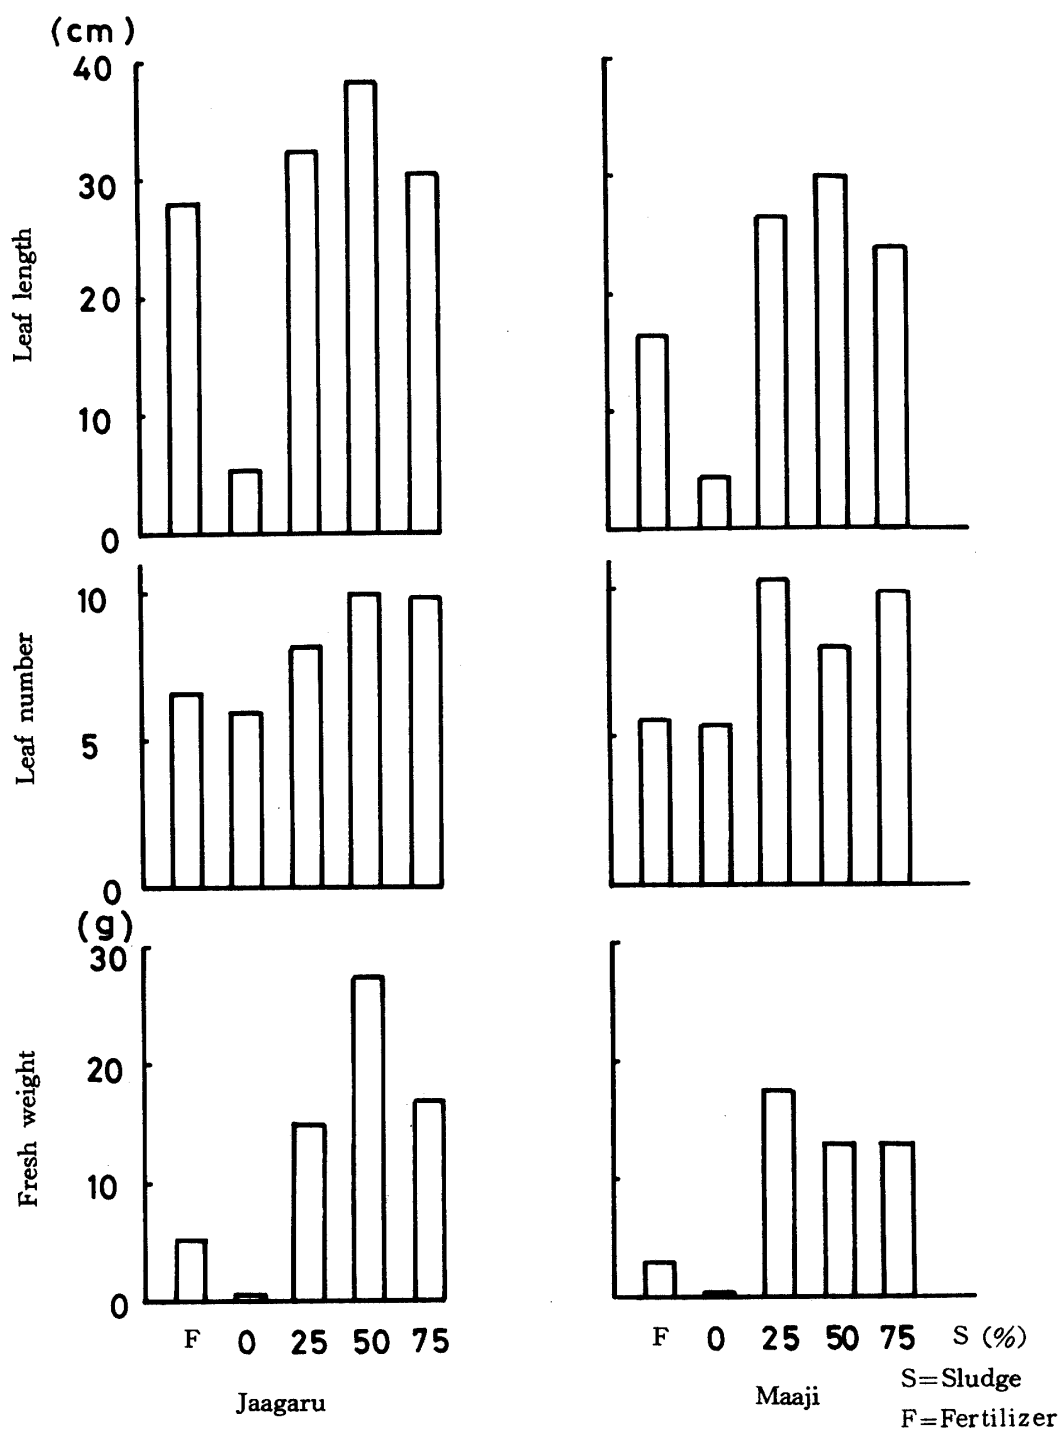 (cm)
40
30
20
10
0
Leaf length
10
5
0
Leaf number
(g)
30
20
10
0
Fresh weight
F 0 25 50 75
F 0 25 50 75 S (%)
Jaagaru
Maaji
S=Sludge
F=Fertilizer